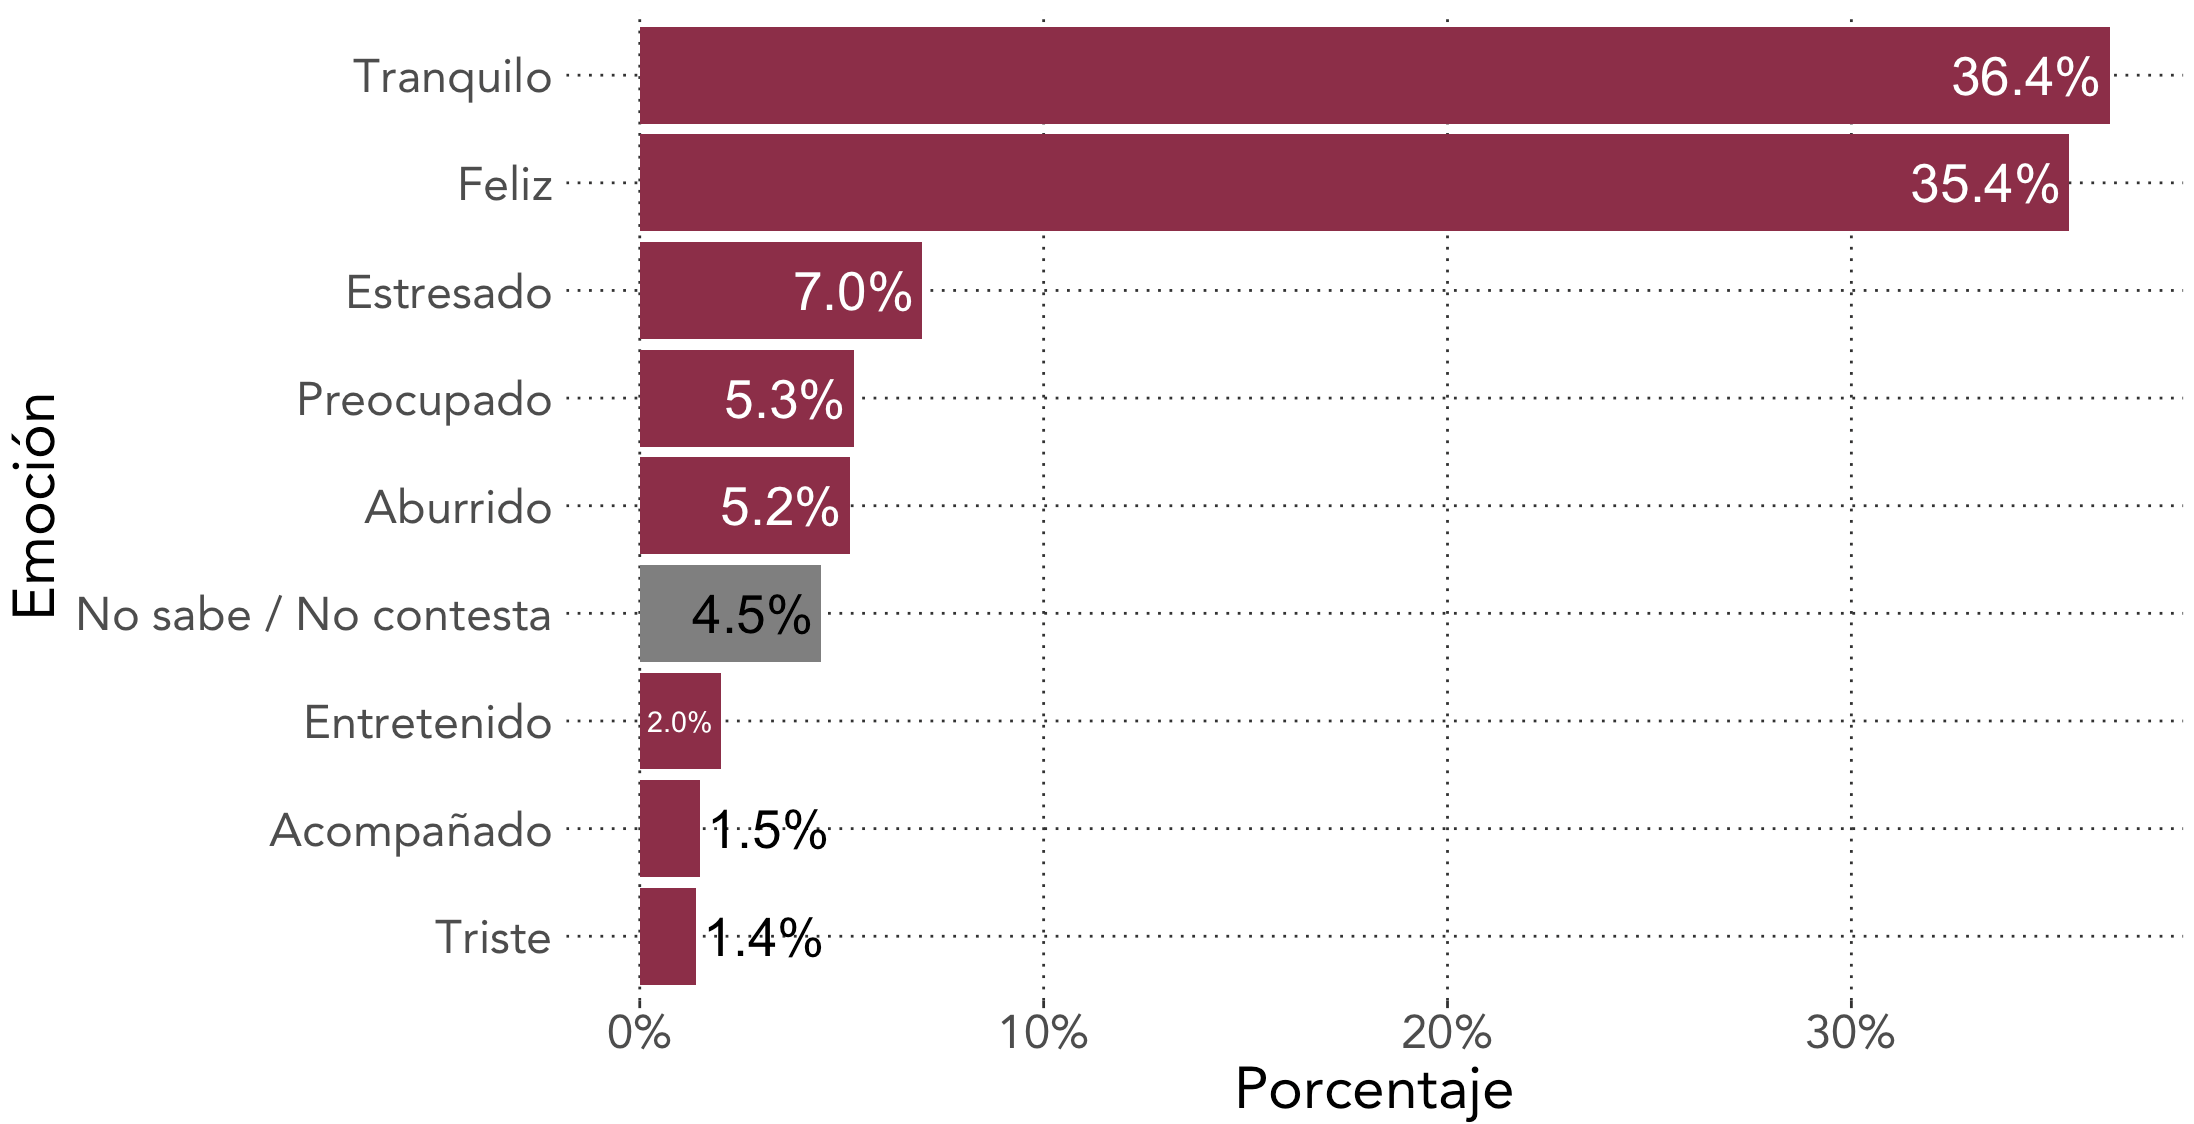 Emoción
Tranquilo 36.4%
Feliz 35.4%
Estresado 7.0%
Preocupado 5.3%
Aburrido 5.2%
No sabe / No contesta 4.5%
Entretenido 2.0%
Acompañado 1.5%
Triste 1.4%
0% 10% 20% 30%
Porcentaje